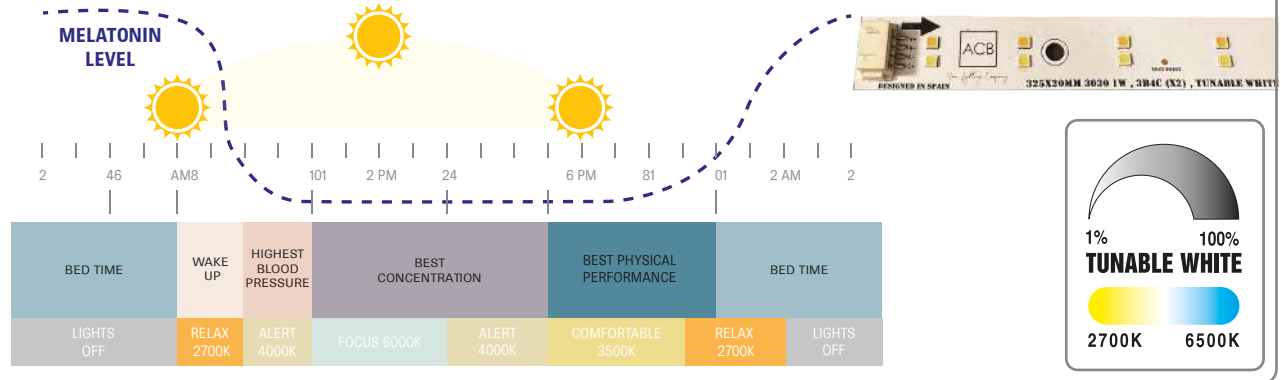 MELATONIN
LEVEL
ACB
TEST POINT
DESIGNED IN SPAIN
325X20MM 3030 1W , 3B4C (X2) , TUNABLE WHITE
2 46 AM8 101 2 PM 24 6 PM 81 01 2 AM 2
BED TIME
WAKE
UP
HIGHEST
BLOOD
PRESSURE
BEST
CONCENTRATION
BEST PHYSICAL
PERFORMANCE
BED TIME
LIGHTS
OFF
RELAX
2700K
ALERT
4000K
FOCUS 6000K
ALERT
4000K
COMFORTABLE
3500K
RELAX
2700K
LIGHTS
OFF
1% 100%
TUNABLE WHITE
2700K 6500K